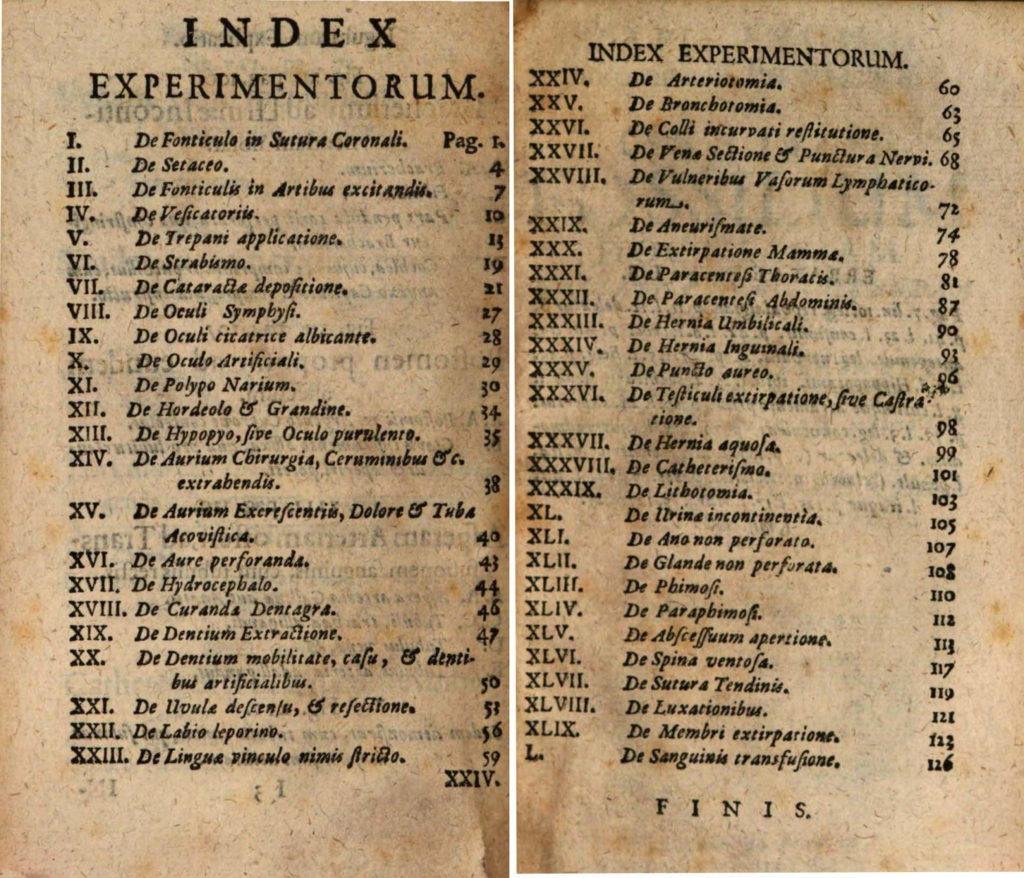 INDEX
EXPERIMENTORUM.
I. De Fonticulo in Sutura Coronali. Pag. 1.
II. De Setaceo. 4
III. De Fonticulis in Artibus excitandis. 7
IV. De Vesicatoriis. 10
V. De Trepani applicatione. 13
VI. De Strabismo. 19
VII. De Cataractæ depositione. 21
VIII. De Oculi Symphysi. 27
IX. De Oculi cicatrice albicante. 28
X. De Oculo Artificiali. 29
XI. De Polypo Narium. 30
XII. De Hordeolo & Grandine. 34
XIII. De Hypopyo, sive Oculo purulento. 35
XIV. De Aurium Chirurgia, Ceruminibus &c.
extrahendis. 38
XV. De Aurium Excrescentiis, Dolore & Tuba
Acovistica. 40
XVI. De Aure perforanda. 43
XVII. De Hydrocephalo. 44
XVIII. De Curanda Dentagra. 46
XIX. De Dentium Extractione. 47
XX. De Dentium mobilitate, casu, & denti-
bus artificialibus. 50
XXI. De Uvulæ descensu, & resectione. 53
XXII. De Labio leporino. 56
XXIII. De Linguæ vinculo nimis stricto. 59
XXIV.
INDEX EXPERIMENTORUM.
XXIV. De Arteriotomia. 60
XXV. De Bronchotomia. 63
XXVI. De Colli incurvati restitutione. 65
XXVII. De Venæ Sectione & Punctura Nervi. 68
XXVIII. De Vulneribus Vasorum Lymphatico-
rum. 72
XXIX. De Aneurismate. 74
XXX. De Extirpatione Mammæ. 78
XXXI. De Paracentesi Thoracis. 81
XXXII. De Paracentesi Abdominis. 87
XXXIII. De Hernia Umbilicali. 90
XXXIV. De Hernia Inguinali. 93
XXXV. De Puncto aureo. 96
XXXVI. De Testiculi extirpatione, sive Castra-
tione. 98
XXXVII. De Hernia aquosa. 99
XXXVIII. De Catheterismo. 101
XXXIX. De Lithotomia. 103
XL. De Urinæ incontinentia. 105
XLI. De Ano non perforato. 107
XLII. De Glande non perforata. 108
XLIII. De Phimosi. 110
XLIV. De Paraphimosi. 112
XLV. De Abscessuum apertione. 113
XLVI. De Spina ventosa. 117
XLVII. De Sutura Tendinis. 119
XLVIII. De Luxationibus. 121
XLIX. De Membri extirpatione. 123
L. De Sanguinis transfusione. 126
FINIS.